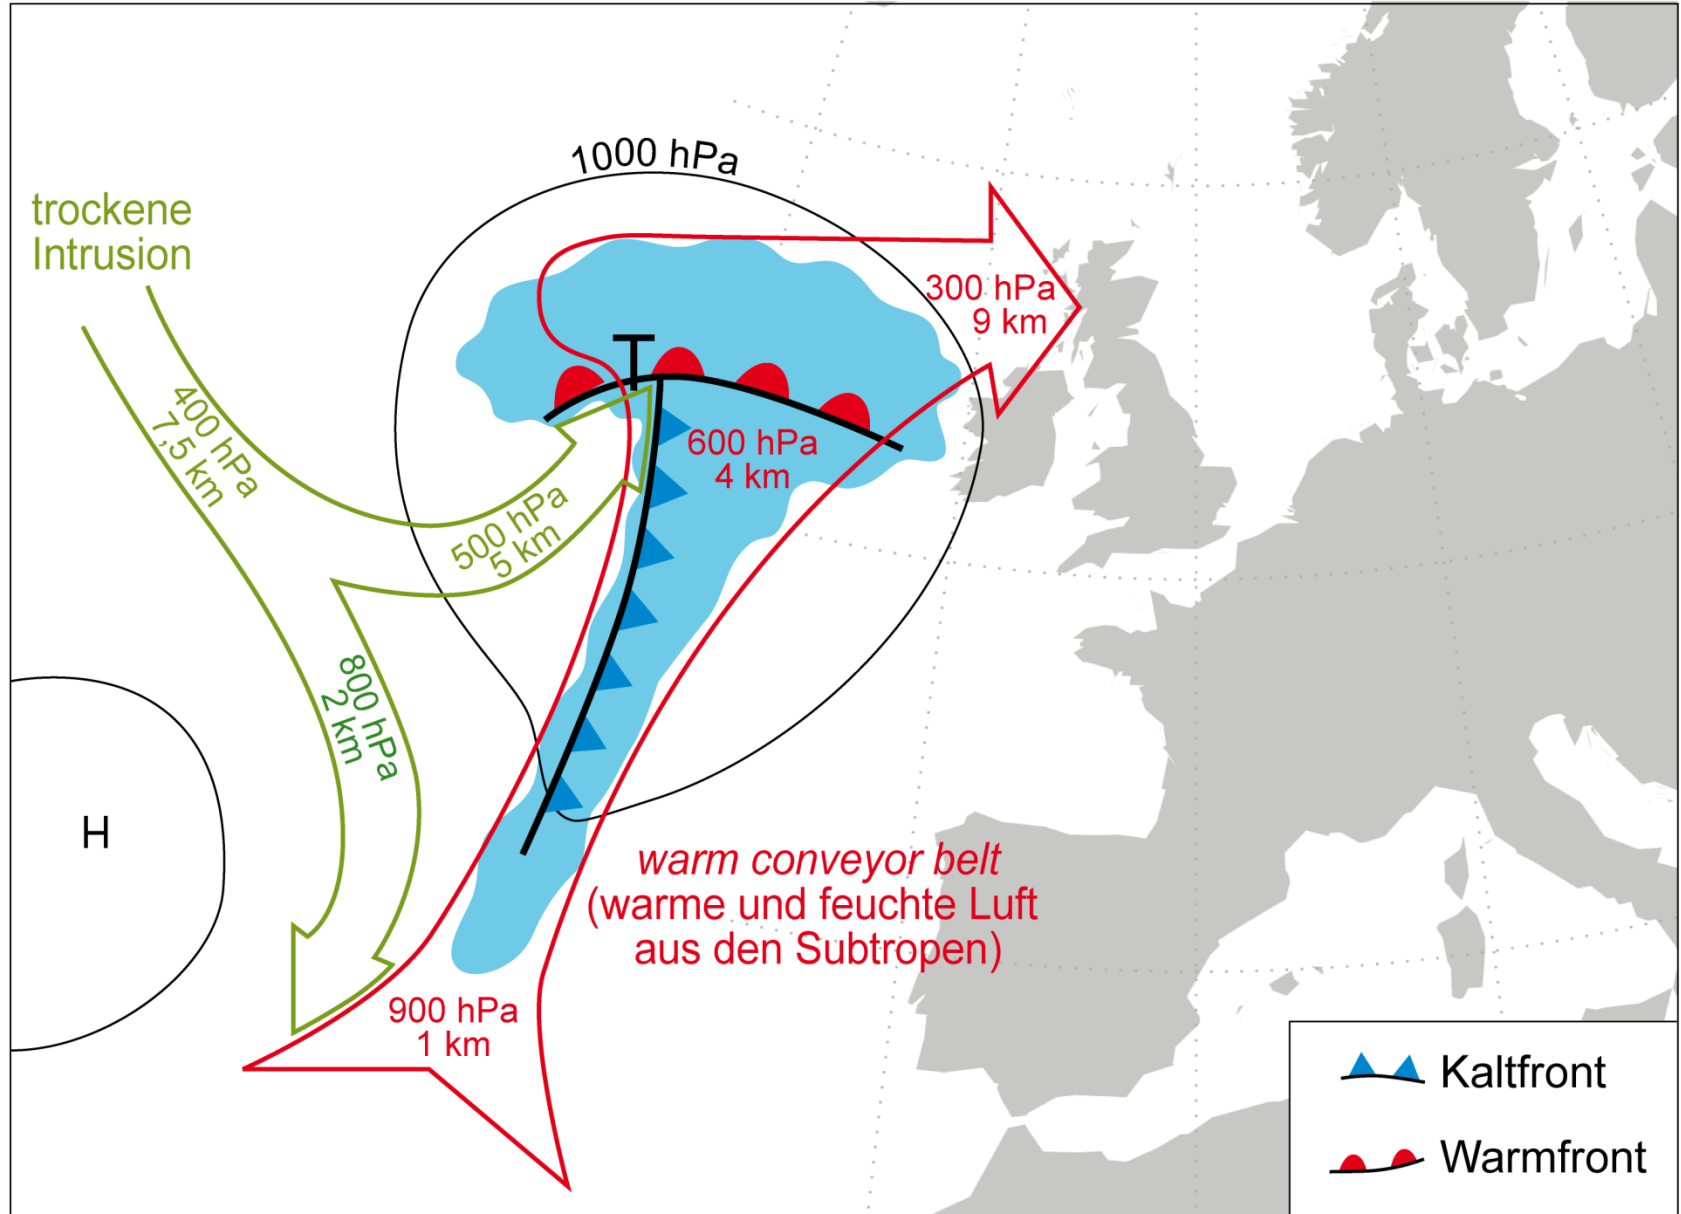 1000 hPa
trockene
Intrusion
300 hPa
9 km
T
400 hPa
7,5 km
600 hPa
4 km
500 hPa
5 km
800 hPa
2 km
H
warm conveyor belt
(warme und feuchte Luft
aus den Subtropen)
900 hPa
1 km
Kaltfront
Warmfront